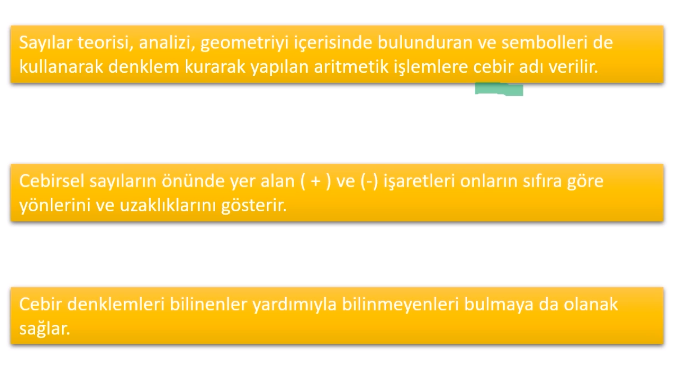 Sayılar teorisi, analizi, geometriyi içerisinde bulunduran ve sembolleri de
kullanarak denklem kurarak yapılan aritmetik işlemlere cebir adı verilir.
Cebirsel sayıların önünde yer alan ( + ) ve (-) işaretleri onların sıfıra göre
yönlerini ve uzaklıklarını gösterir.
Cebir denklemleri bilinenler yardımıyla bilinmeyenleri bulmaya da olanak
sağlar.